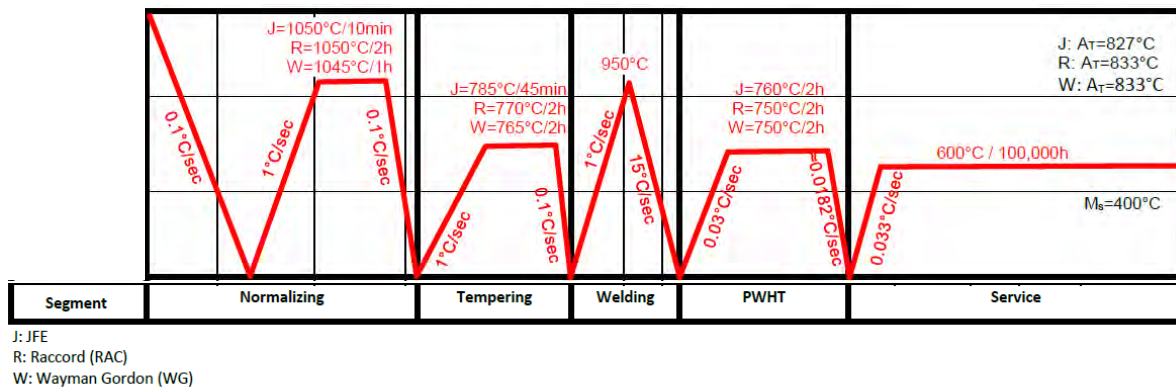 J=1050°C/10min
R=1050°C/2h
W=1045°C/1h
J=785°C/45min
R=770°C/2h
W=765°C/2h
950°C
J=760°C/2h
R=750°C/2h
W=750°C/2h
J: AT=827°C
R: AT=833°C
W: AT=833°C
0.1°C/sec
1°C/sec
0.1°C/sec
1°C/sec
0.1°C/sec
1°C/sec
15°C/sec
0.03°C/sec
=0.0182°C/sec
0.033°C/sec
600°C / 100,000h
Ms=400°C
Segment Normalizing Tempering Welding PWHT Service
J: JFE
R: Raccord (RAC)
W: Wayman Gordon (WG)